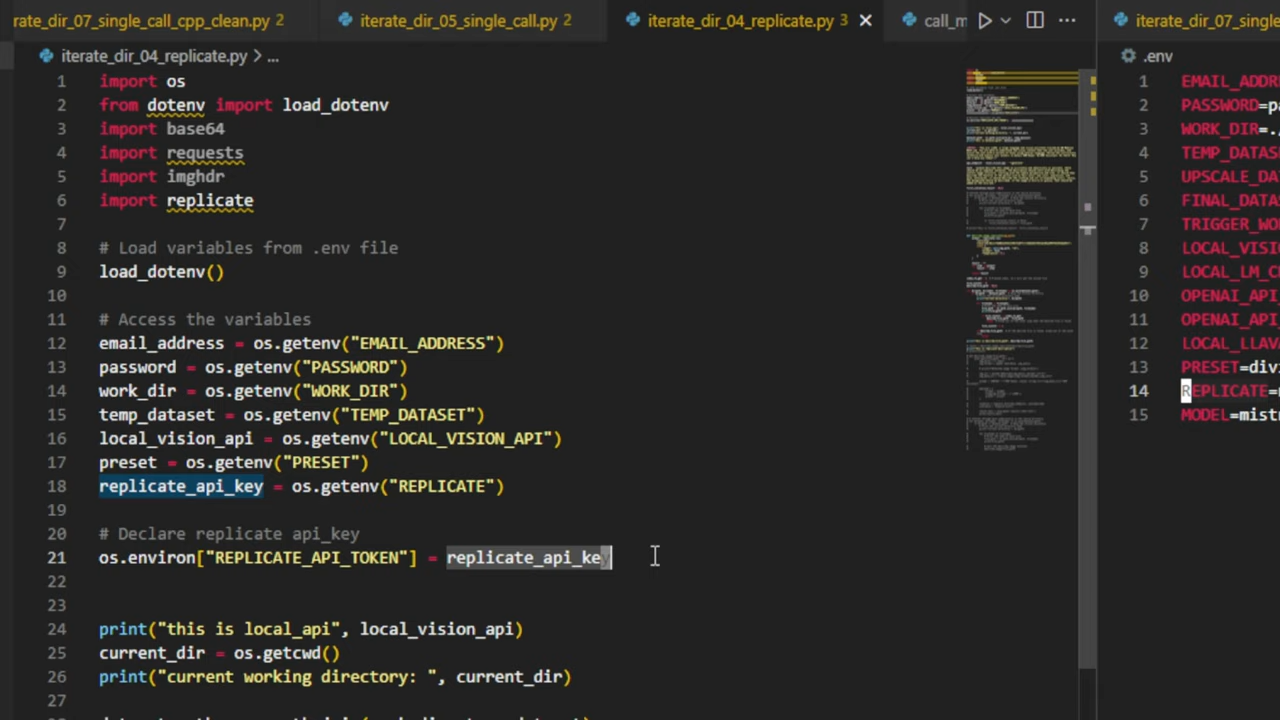 rate_dir_07_single_call_cpp_clean.py 2
iterate_dir_05_single_call.py 2
iterate_dir_04_replicate.py 3
call_m
iterate_dir_07_single
iterate_dir_04_replicate.py > ...
1 import os
2 from dotenv import load_dotenv
3 import base64
4 import requests
5 import imghdr
6 import replicate
7
8 # Load variables from .env file
9 load_dotenv()
10
11 # Access the variables
12 email_address = os.getenv("EMAIL_ADDRESS")
13 password = os.getenv("PASSWORD")
14 work_dir = os.getenv("WORK_DIR")
15 temp_dataset = os.getenv("TEMP_DATASET")
16 local_vision_api = os.getenv("LOCAL_VISION_API")
17 preset = os.getenv("PRESET")
18 replicate_api_key = os.getenv("REPLICATE")
19
20 # Declare replicate api_key
21 os.environ["REPLICATE_API_TOKEN"] = replicate_api_key
22
23
24 print("this is local_api", local_vision_api)
25 current_dir = os.getcwd()
26 print("current working directory: ", current_dir)
27
.env
1 EMAIL_ADDRE
2 PASSWORD=pa
3 WORK_DIR=.
4 TEMP_DATAS
5 UPSCALE_DA
6 FINAL_DATA
7 TRIGGER_WO
8 LOCAL_VISI
9 LOCAL_LM_C
10 OPENAI_API
11 OPENAI_API
12 LOCAL_LLAV
13 PRESET=divi
14 REPLICATE=
15 MODEL=mist